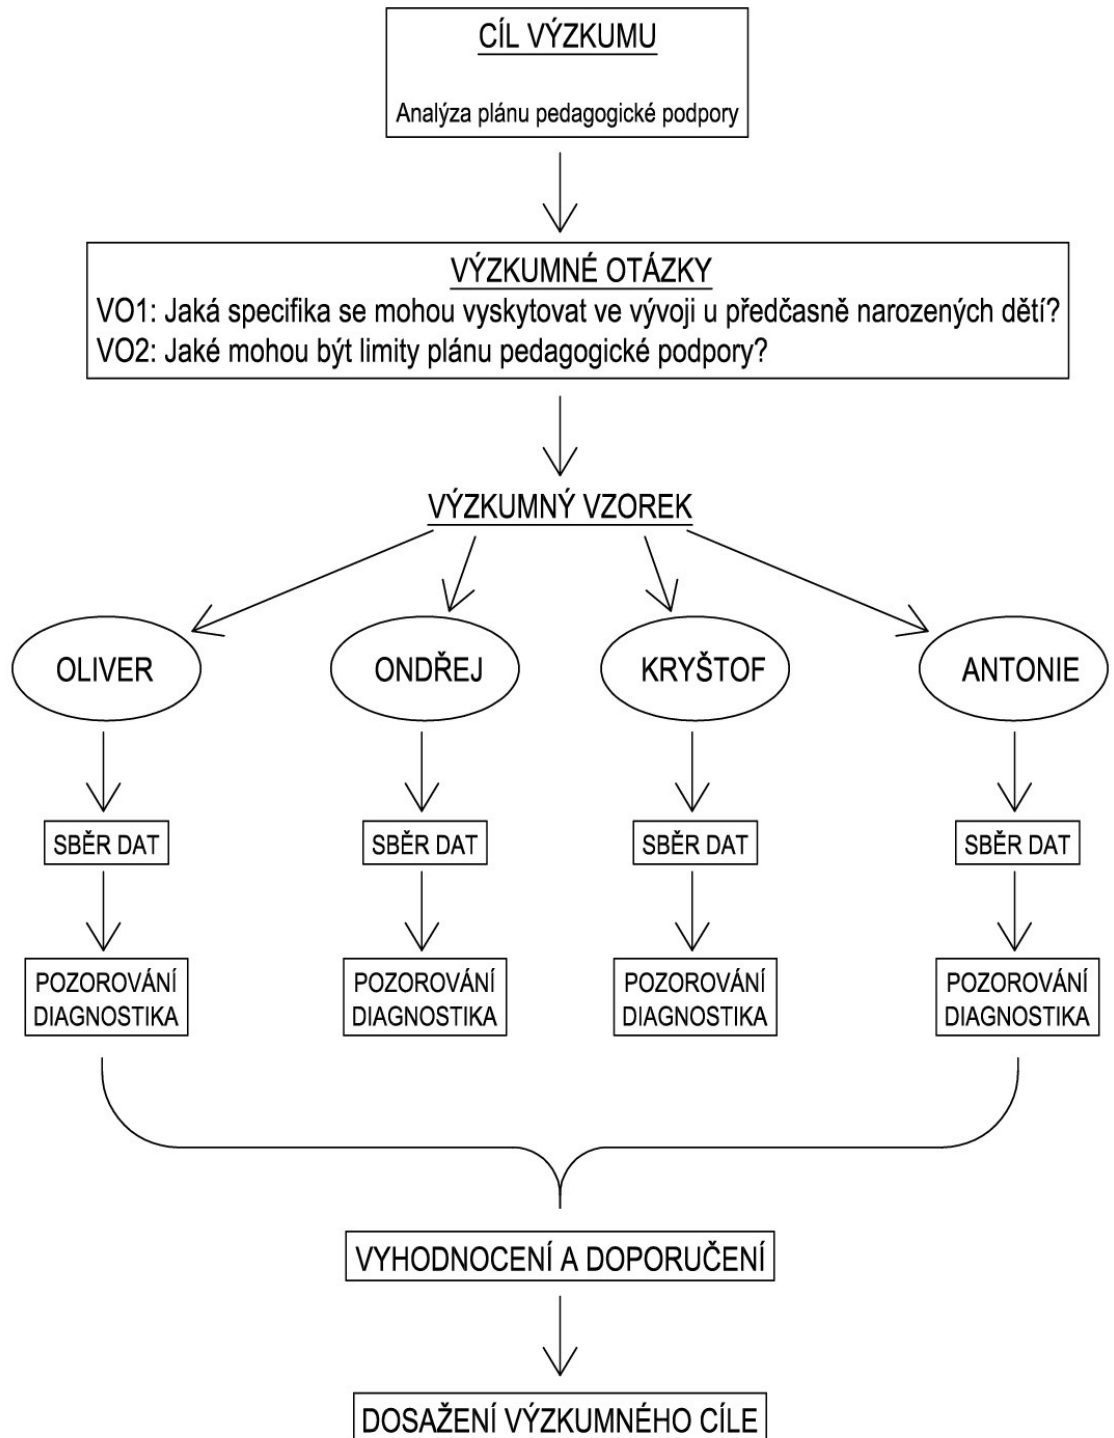 CÍL VÝZKUMU
Analýza plánu pedagogické podpory
VÝZKUMNÉ OTÁZKY
VO1: Jaká specifika se mohou vyskytovat ve vývoji u předčasně narozených dětí?
VO2: Jaké mohou být limity plánu pedagogické podpory?
VÝZKUMNÝ VZOREK
OLIVER
ONDŘEJ
KRYŠTOF
ANTONIE
SBĚR DAT
SBĚR DAT
SBĚR DAT
SBĚR DAT
POZOROVÁNÍ
DIAGNOSTIKA
POZOROVÁNÍ
DIAGNOSTIKA
POZOROVÁNÍ
DIAGNOSTIKA
POZOROVÁNÍ
DIAGNOSTIKA
VYHODNOCENÍ A DOPORUČENÍ
DOSAŽENÍ VÝZKUMNÉHO CÍLE